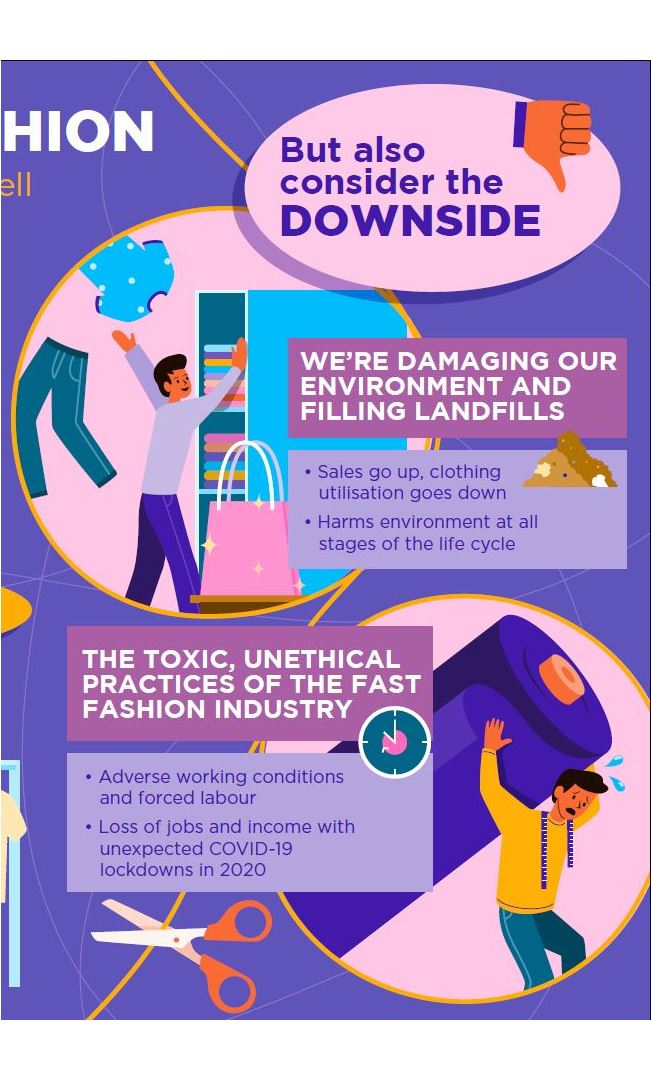 HION
ell
But also
consider the
DOWNSIDE
WE'RE DAMAGING OUR
ENVIRONMENT AND
FILLING LANDFILLS
• Sales go up, clothing
utilisation goes down
• Harms environment at all
stages of the life cycle
THE TOXIC, UNETHICAL
PRACTICES OF THE FAST
FASHION INDUSTRY
• Adverse working conditions
and forced labour
• Loss of jobs and income with
unexpected COVID-19
lockdowns in 2020